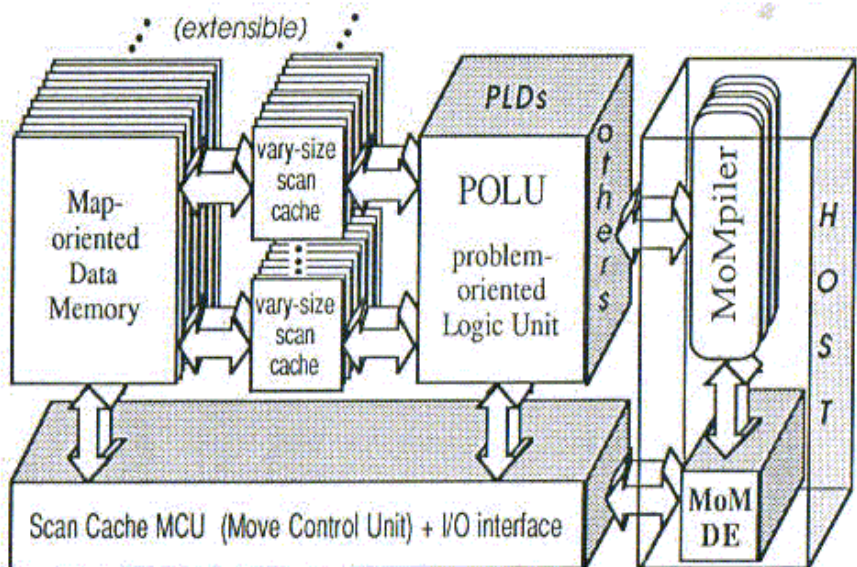 (extensible)
Map-
oriented
Data
Memory
vary-size
scan
cache
vary-size
scan
cache
PLDs
others
POLU
problem-
oriented
Logic Unit
MoMpiler
HOST
MoM
DE
Scan Cache MCU (Move Control Unit) + I/O interface